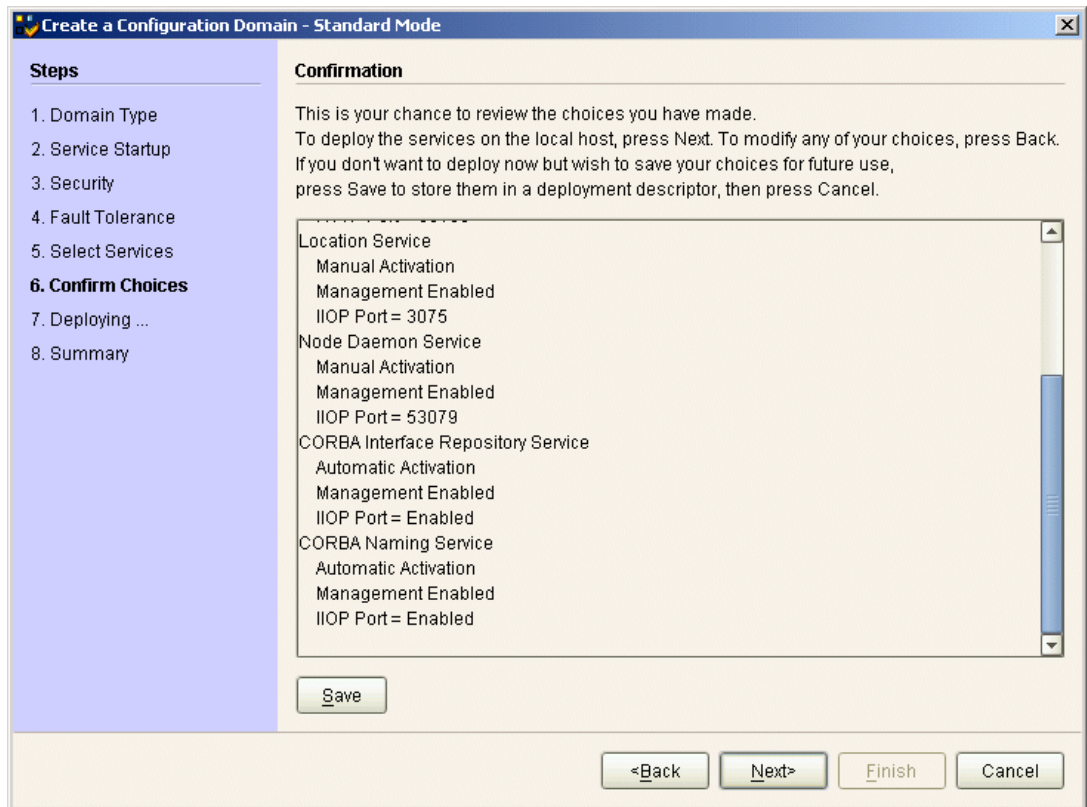 Create a Configuration Domain - Standard Mode
Steps
1. Domain Type
2. Service Startup
3. Security
4. Fault Tolerance
5. Select Services
6. Confirm Choices
7. Deploying ...
8. Summary
Confirmation
This is your chance to review the choices you have made.
To deploy the services on the local host, press Next. To modify any of your choices, press Back.
If you don't want to deploy now but wish to save your choices for future use,
press Save to store them in a deployment descriptor, then press Cancel.
Location Service
Manual Activation
Management Enabled
IIOP Port = 3075
Node Daemon Service
Manual Activation
Management Enabled
IIOP Port = 53079
CORBA Interface Repository Service
Automatic Activation
Management Enabled
IIOP Port = Enabled
CORBA Naming Service
Automatic Activation
Management Enabled
IIOP Port = Enabled
Save
<Back
Next>
Finish
Cancel